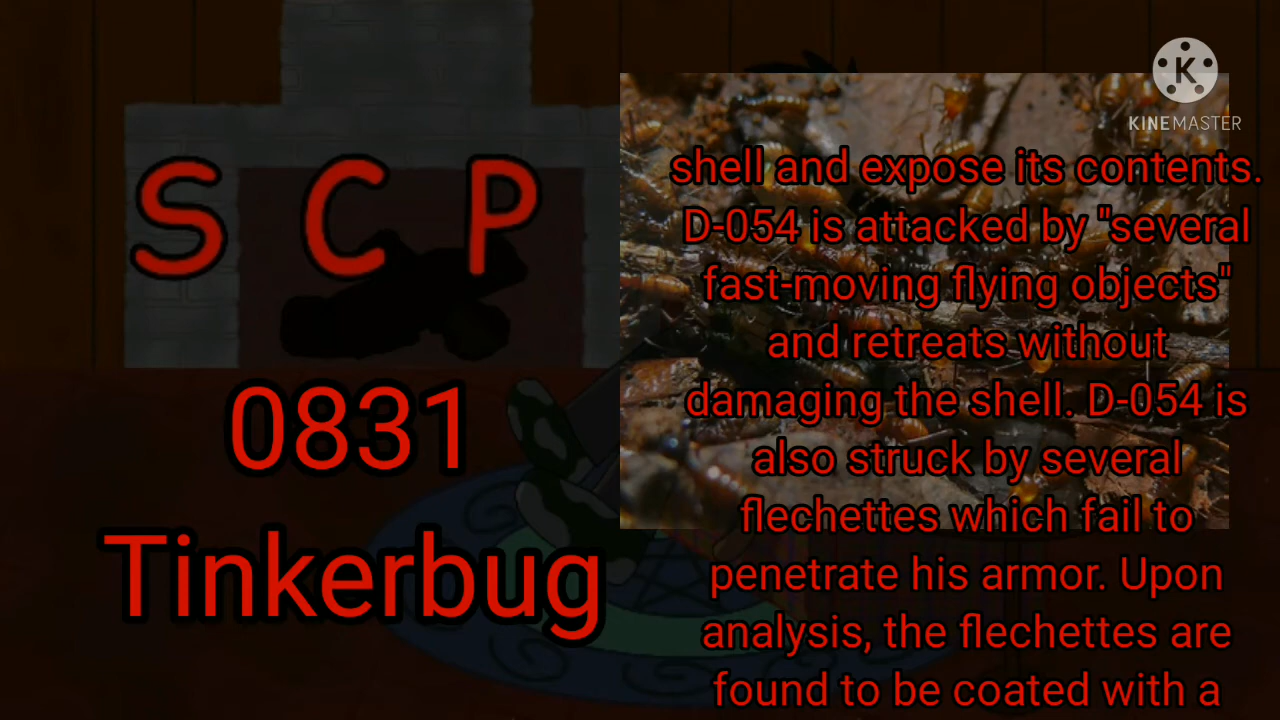 S C P
0831
Tinkerbug
KINEMASTER
shell and expose its contents.
D-054 is attacked by "several
fast-moving flying objects"
and retreats without
damaging the shell. D-054 is
also struck by several
flechettes which fail to
penetrate his armor. Upon
analysis, the flechettes are
found to be coated with a